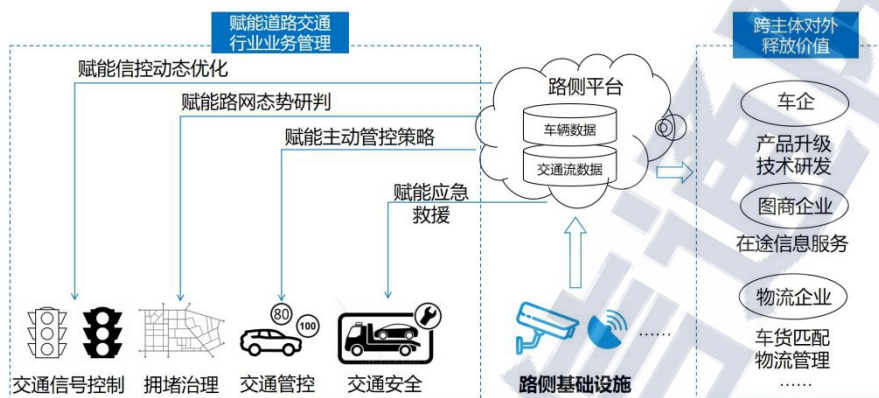 赋能道路交通
行业业务管理
跨主体对外
释放价值
赋能信控动态优化
赋能路网态势研判
赋能主动管控策略
赋能应急
救援
路侧平台
车辆数据
交通流数据
车企
产品升级
技术研发
图商企业
在途信息服务
物流企业
车货匹配
物流管理
……
80
100
……
交通信号控制
拥堵治理
交通管控
交通安全
路侧基础设施